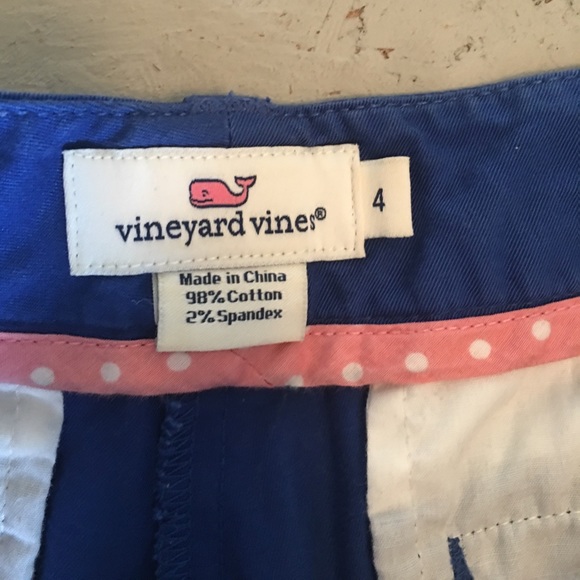 vineyard vines®
4
Made in China
98% Cotton
2% Spandex